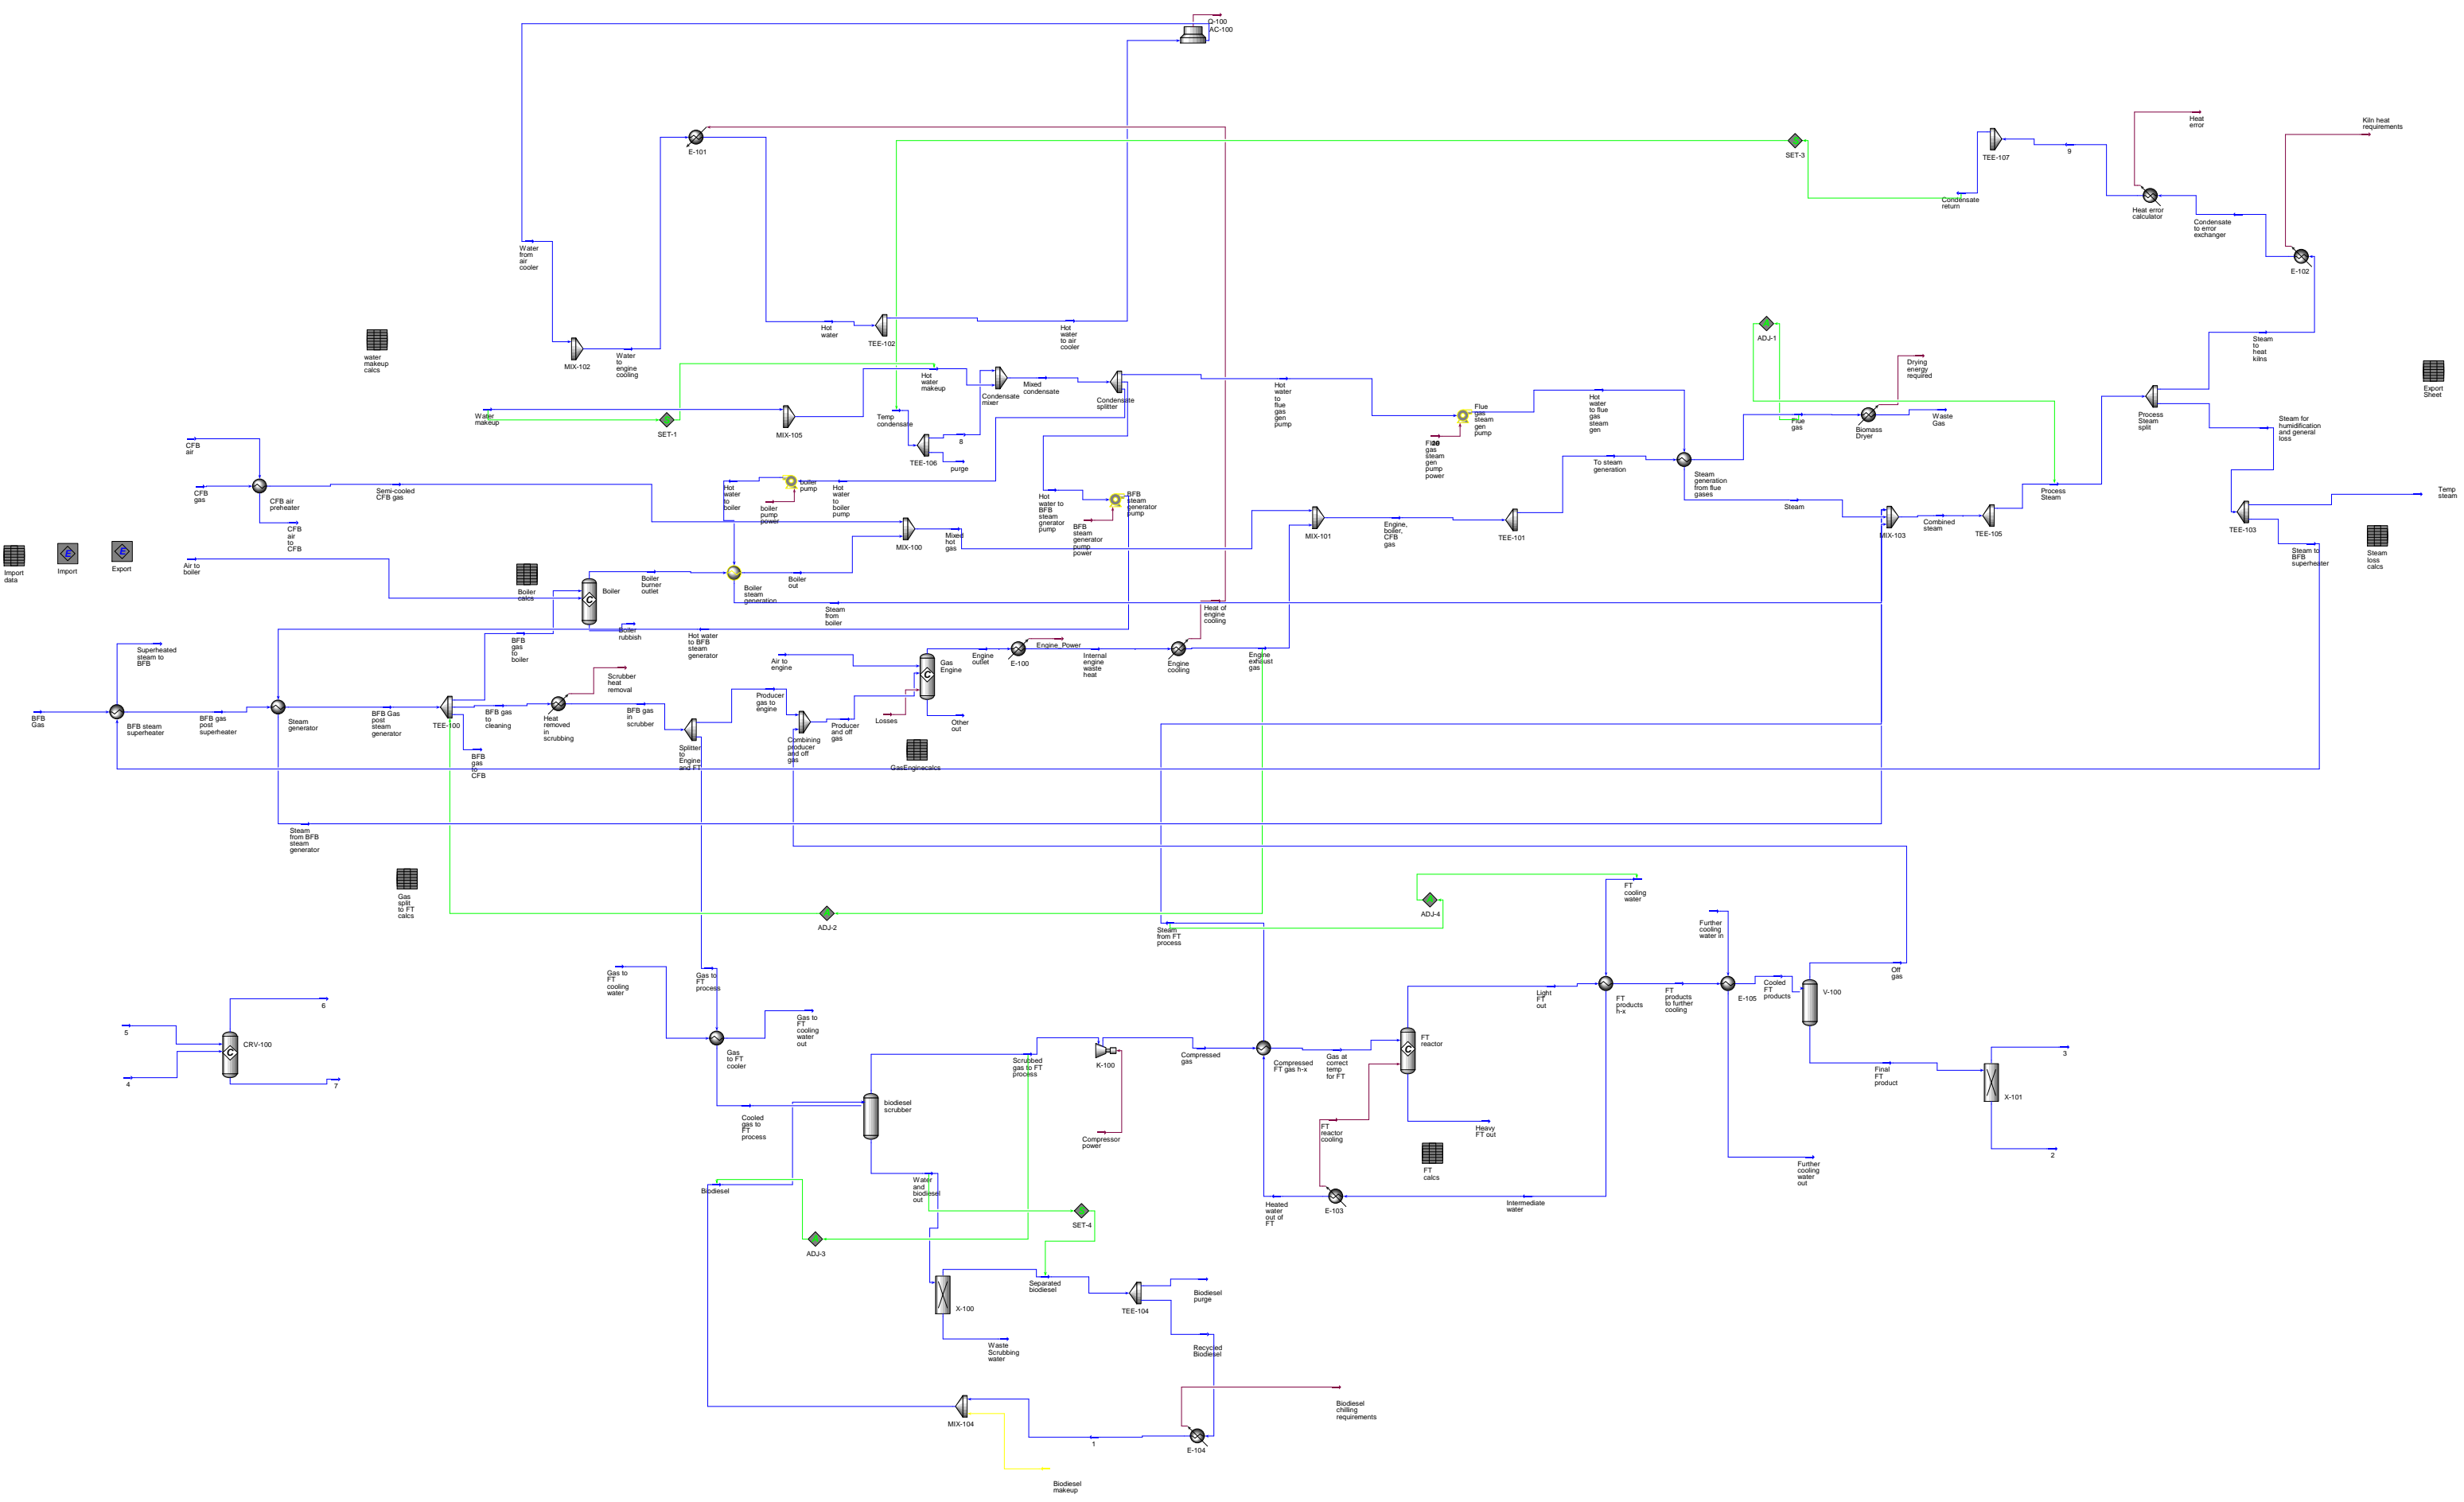 Q-100
AC-100
E-101
SET-3
TEE-107
9
Heat
error
Kiln heat
requirements
Condensate
return
Heat error
calculator
Condensate
to error
exchanger
E-102
Water
from
air
cooler
water
makeup
calcs
MIX-102
Water
to
engine
cooling
Hot
water
TEE-102
Hot
water
to air
cooler
ADJ-1
Drying
energy
required
Steam
to
heat
kilns
Export
Sheet
Water
makeup
SET-1
MIX-105
Hot
water
makeup
Condensate
mixer
Mixed
condensate
Condensate
splitter
Temp
condensate
TEE-106
8
purge
Hot
water
to
flue
gas
gen
pump
Flue
gas
steam
gen
pump
Flue
gas
steam
gen
pump
power
Hot
water
to flue
gas
steam
gen
Flue
gas
Biomass
Dryer
Waste
Gas
Process
Steam
split
Steam for
humidification
and general
loss
CFB
air
CFB
gas
CFB air
preheater
CFB
air
to
CFB
Semi-cooled
CFB gas
Hot
water
to
boiler
boiler
pump
boiler
pump
power
Hot
water
to
boiler
pump
Hot
water to
BFB
steam
gnerator
pump
BFB
steam
generator
pump
BFB
steam
generator
pump
power
To steam
generation
Steam
generation
from flue
gases
Steam
Process
Steam
Temp
steam
Import
data
Import
Export
Air to
boiler
MIX-100
Mixed
hot
gas
MIX-101
Engine,
boiler,
CFB
gas
TEE-101
MIX-103
Combined
steam
TEE-105
TEE-103
Steam to
BFB
superheater
Steam
loss
calcs
Boiler
calcs
Boiler
Boiler
burner
outlet
Boiler
steam
generation
Boiler
out
Steam
from
boiler
Boiler
rubbish
Heat of
engine
cooling
Superheated
steam to
BFB
BFB
gas
to
boiler
Hot water
to BFB
steam
generator
Scrubber
heat
removal
Air to
engine
Gas
Engine
Engine
outlet
E-100
Engine_Power
Internal
engine
waste
heat
Engine
cooling
Engine
exhaust
gas
BFB
Gas
BFB steam
superheater
BFB gas
post
superheater
Steam
generator
BFB Gas
post
steam
generator
TEE-100
BFB gas
to
cleaning
BFB
gas
to
CFB
Heat
removed
in
scrubbing
BFB gas
in
scrubber
Splitter
to
Engine
and FT
Producer
gas to
engine
Combining
producer
and off
gas
Producer
and off
gas
Losses
Other
out
GasEnginecalcs
Steam
from BFB
steam
generator
Gas
split
to FT
calcs
ADJ-2
Steam
from FT
process
ADJ-4
FT
cooling
water
Further
cooling
water in
Gas to
FT
cooling
water
Gas to
FT
process
Gas to
FT
cooling
water
out
Gas
to FT
cooler
Light
FT
out
FT
products
h-x
FT
products
to further
cooling
E-105
Cooled
FT
products
V-100
Off
gas
5
4
6
7
CRV-100
Scrubbed
gas to FT
process
K-100
Compressed
gas
Compressed
FT gas h-x
Gas at
correct
temp
for FT
FT
reactor
Final
FT
product
3
X-101
2
Cooled
gas to
FT
process
biodiesel
scrubber
Compressor
power
FT
reactor
cooling
Heavy
FT out
FT
calcs
Further
cooling
water
out
Biodiesel
Water
and
biodiesel
out
SET-4
ADJ-3
Heated
water
out of
FT
E-103
Intermediate
water
X-100
Separated
biodiesel
TEE-104
Biodiesel
purge
Waste
Scrubbing
water
Recycled
Biodiesel
MIX-104
1
E-104
Biodiesel
chilling
requirements
Biodiesel
makeup